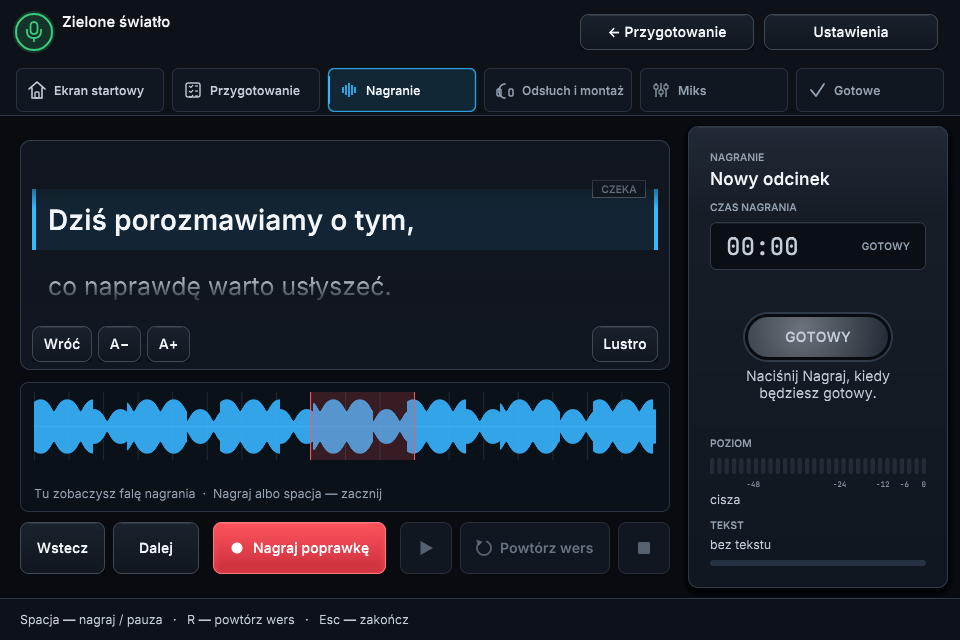 Zielone światło
← Przygotowanie
Ustawienia
Ekran startowy
Przygotowanie
Nagranie
Odsłuch i montaż
Miks
Gotowe
CZEKA
Dziś porozmawiamy o tym,
co naprawdę warto usłyszeć.
Wróć
A−
A+
Lustro
Tu zobaczysz falę nagrania · Nagraj albo spacja — zacznij
Wstecz
Dalej
Nagraj poprawkę
Powtórz wers
NAGRANIE
Nowy odcinek
CZAS NAGRANIA
00:00
GOTOWY
GOTOWY
Naciśnij Nagraj, kiedy
będziesz gotowy.
POZIOM
-48 -24 -12 -6 0
cisza
TEKST
bez tekstu
Spacja — nagraj / pauza · R — powtórz wers · Esc — zakończ